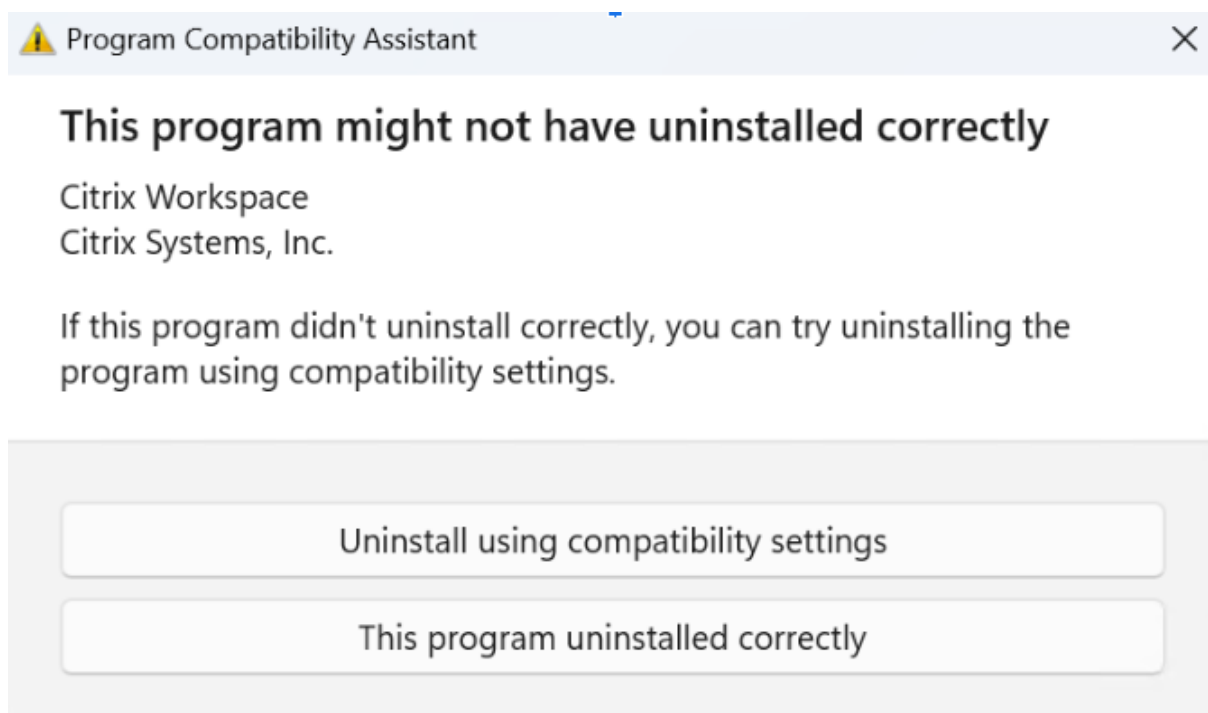 Program Compatibility Assistant
This program might not have uninstalled correctly
Citrix Workspace
Citrix Systems, Inc.
If this program didn't uninstall correctly, you can try uninstalling the
program using compatibility settings.
Uninstall using compatibility settings
This program uninstalled correctly